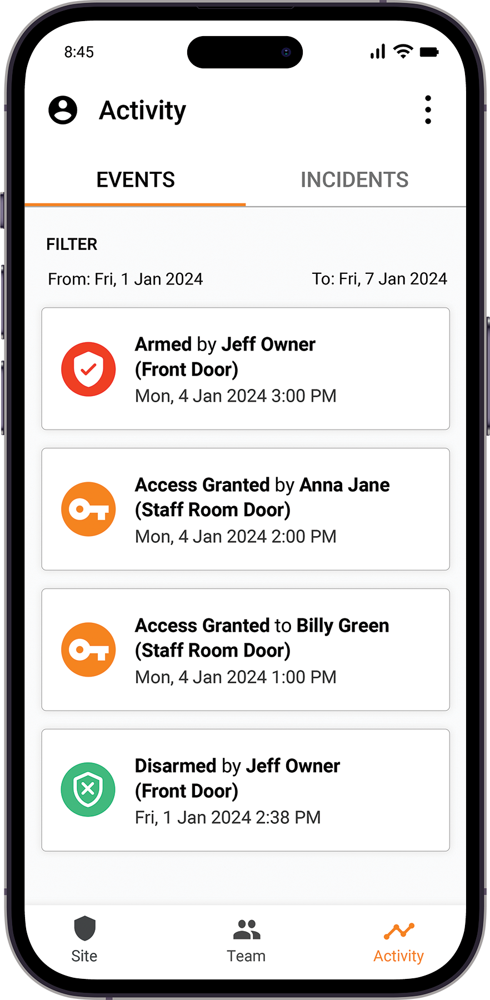 8:45
Activity
EVENTS INCIDENTS
FILTER
From: Fri, 1 Jan 2024 To: Fri, 7 Jan 2024
Armed by Jeff Owner
(Front Door)
Mon, 4 Jan 2024 3:00 PM
Access Granted by Anna Jane
(Staff Room Door)
Mon, 4 Jan 2024 2:00 PM
Access Granted to Billy Green
(Staff Room Door)
Mon, 4 Jan 2024 1:00 PM
Disarmed by Jeff Owner
(Front Door)
Fri, 1 Jan 2024 2:38 PM
Site Team Activity